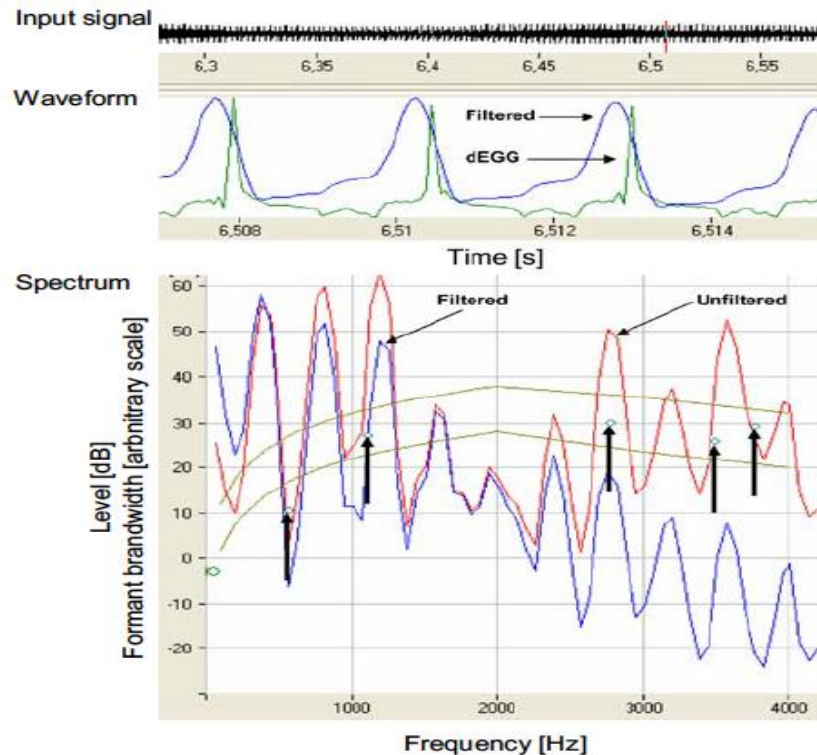 Input signal
6,3 6,35 6,4 6,45 6,5 6,55
Waveform
Filtered
dEGG
6,508 6,51 6,512 6,514
Time [s]
Spectrum
Filtered
Unfiltered
60
50
40
30
20
10
0
-10
-20
Level [dB]
Formant brandwidth [arbnitrary scale]
1000 2000 3000 4000
Frequency [Hz]